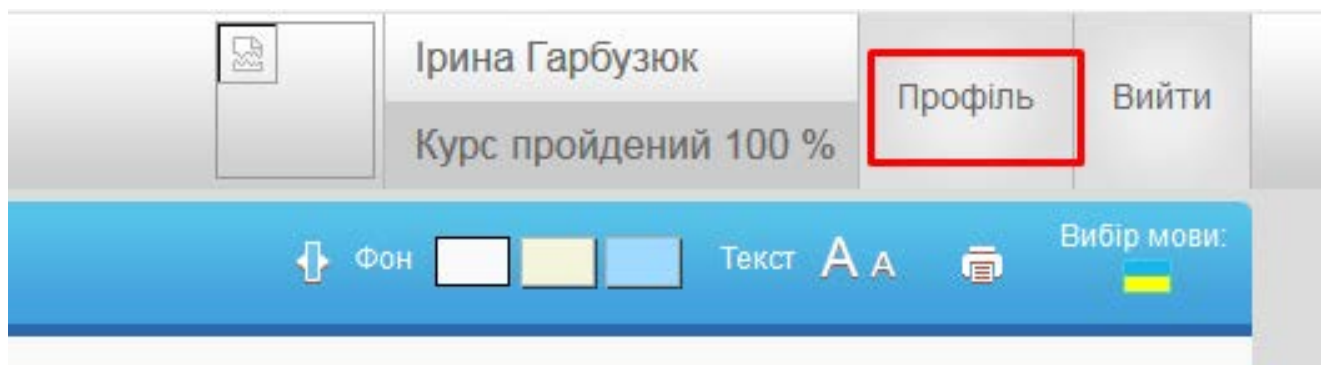 Ірина Гарбузюк
Курс пройдений 100 %
Профіль
Вийти
Фон
Текст А А
Вибір мови: